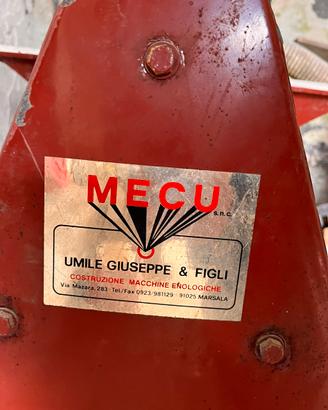 MECU
s.n.c.
UMILE GIUSEPPE & FIGLI
COSTRUZIONE MACCHINE ENOLOGICHE
Via Mazara, 283 - Tel./Fax 0923/981129 - 91025 MARSALA